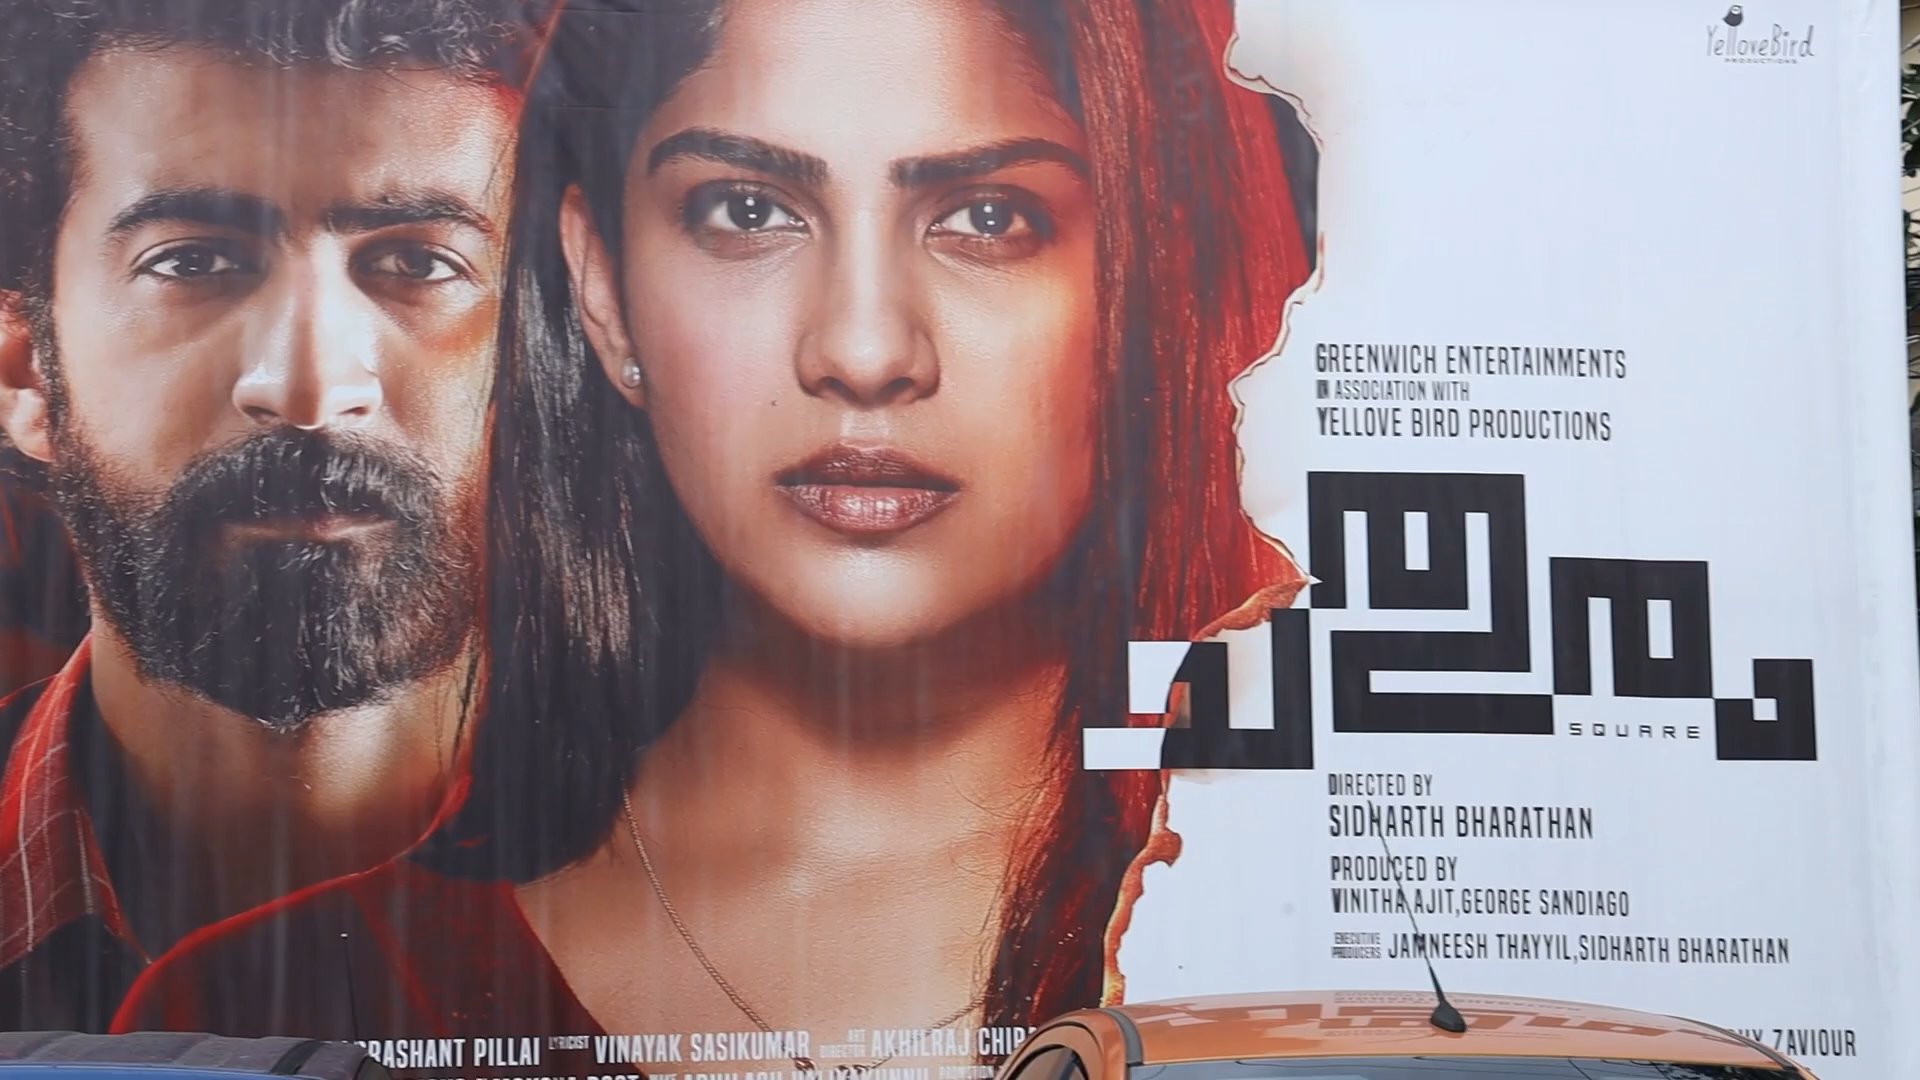 YelloveBird
PRODUCTIONS
GREENWICH ENTERTAINMENTS
IN ASSOCIATION WITH
YELLOVE BIRD PRODUCTIONS
ചതുരം
SQUARE
DIRECTED BY
SIDHARTH BHARATHAN
PRODUCED BY
VINITHA AJIT,GEORGE SANDIAGO
EXECUTIVE PRODUCERS JAMNEESH THAYYIL,SIDHARTH BHARATHAN
PRASHANT PILLAI LYRICIST VINAYAK SASIKUMAR ART DIRECTOR AKHILRAJ ZAVIOUR